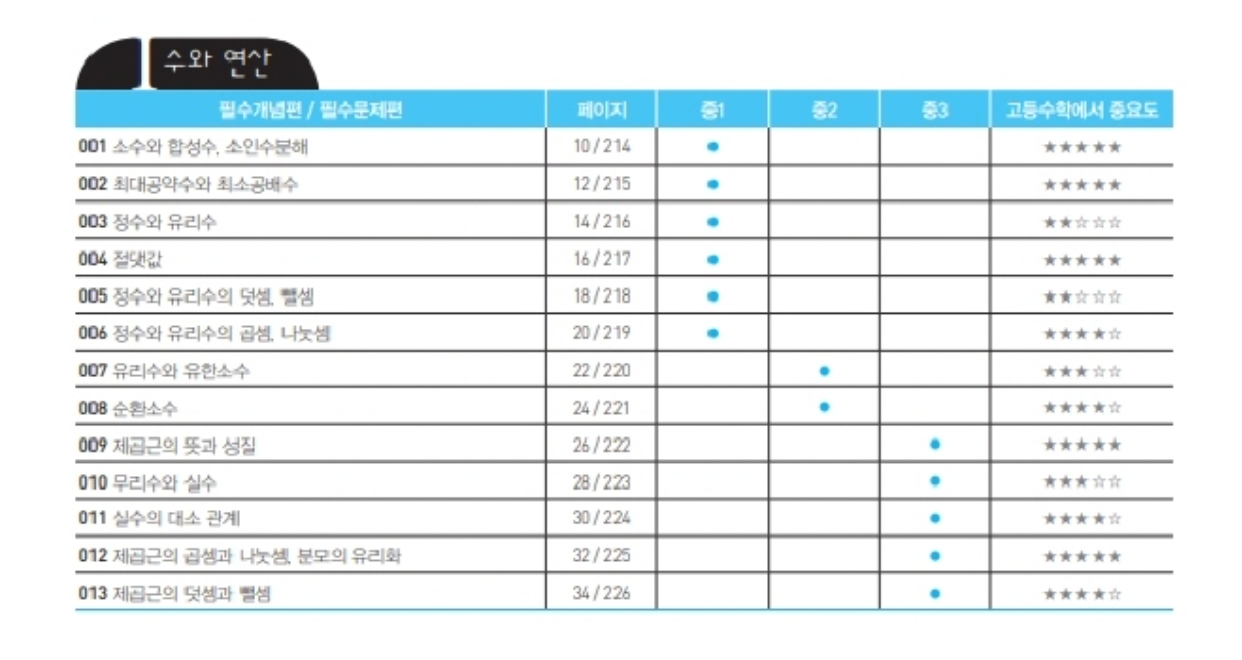 수와 연산
필수개념편 / 필수문제편 페이지 중1 중2 중3 고등수학에서 중요도
001 소수와 합성수, 소인수분해 10/214 ● ★★★★★
002 최대공약수와 최소공배수 12/215 ● ★★★★★
003 정수와 유리수 14/216 ● ★★☆☆☆
004 절댓값 16/217 ● ★★★★★
005 정수와 유리수의 덧셈, 뺄셈 18/218 ● ★★☆☆☆
006 정수와 유리수의 곱셈, 나눗셈 20/219 ● ★★★★☆
007 유리수와 유한소수 22/220 ● ★★★☆☆
008 순환소수 24/221 ● ★★★★☆
009 제곱근의 뜻과 성질 26/222 ● ★★★★★
010 무리수와 실수 28/223 ● ★★★☆☆
011 실수의 대소 관계 30/224 ● ★★★★☆
012 제곱근의 곱셈과 나눗셈, 분모의 유리화 32/225 ● ★★★★★
013 제곱근의 덧셈과 뺄셈 34/226 ● ★★★★☆